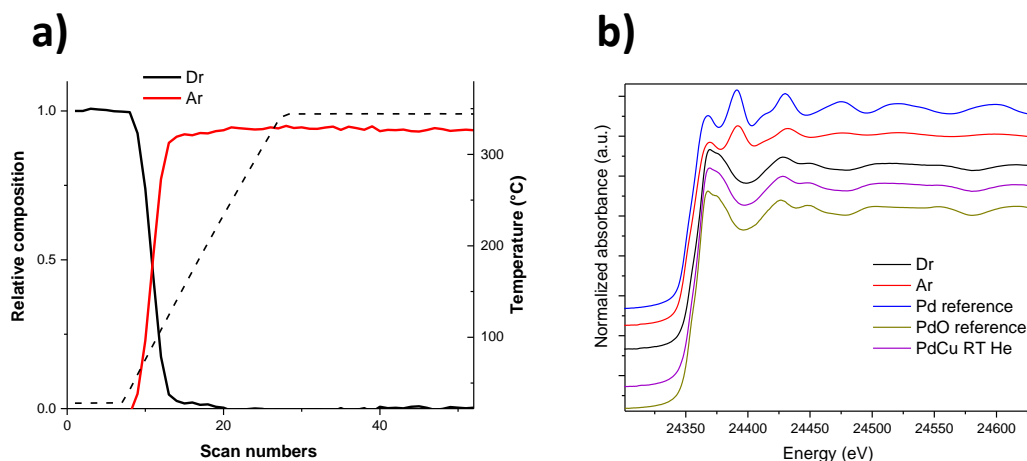 a)
Dr
Ar
1.0
0.5
0.0
Relative composition
0
20
40
Scan numbers
300
200
100
Temperature (°C)
b)
Normalized absorbance (a.u.)
Dr
Ar
Pd reference
PdO reference
PdCu RT He
24350
24400
24450
24500
24550
24600
Energy (eV)